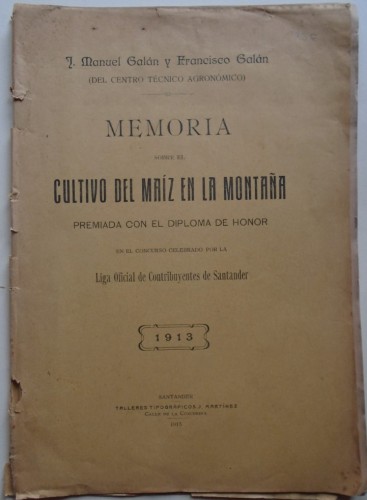 J. Manuel Galán y Francisco Galán
(DEL CENTRO TÉCNICO AGRONÓMICO)
MEMORIA
SOBRE EL
CULTIVO DEL MAÍZ EN LA MONTAÑA
PREMIADA CON EL DIPLOMA DE HONOR
EN EL CONCURSO CELEBRADO POR LA
Liga Oficial de Contribuyentes de Santander
1913
SANTANDER
TALLERES TIPOGRÁFICOS J. MARTÍNEZ
1913